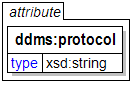 attribute
ddms:protocol
type xsd:string